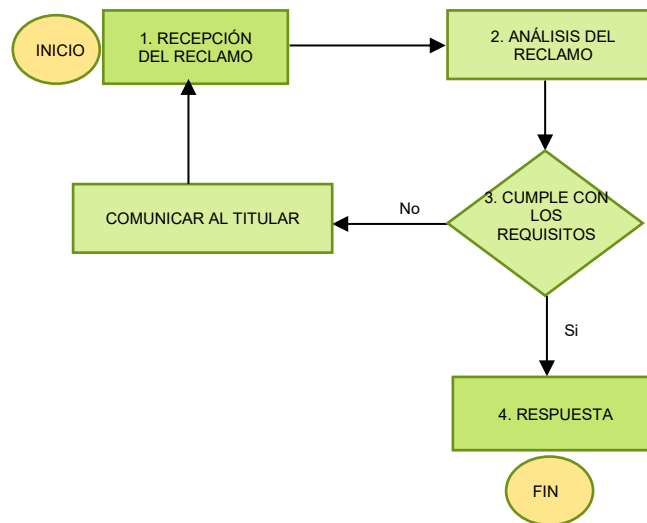 INICIO
1. RECEPCIÓN
DEL RECLAMO
2. ANÁLISIS DEL
RECLAMO
3. CUMPLE CON
LOS
REQUISITOS
No
COMUNICAR AL TITULAR
Si
4. RESPUESTA
FIN